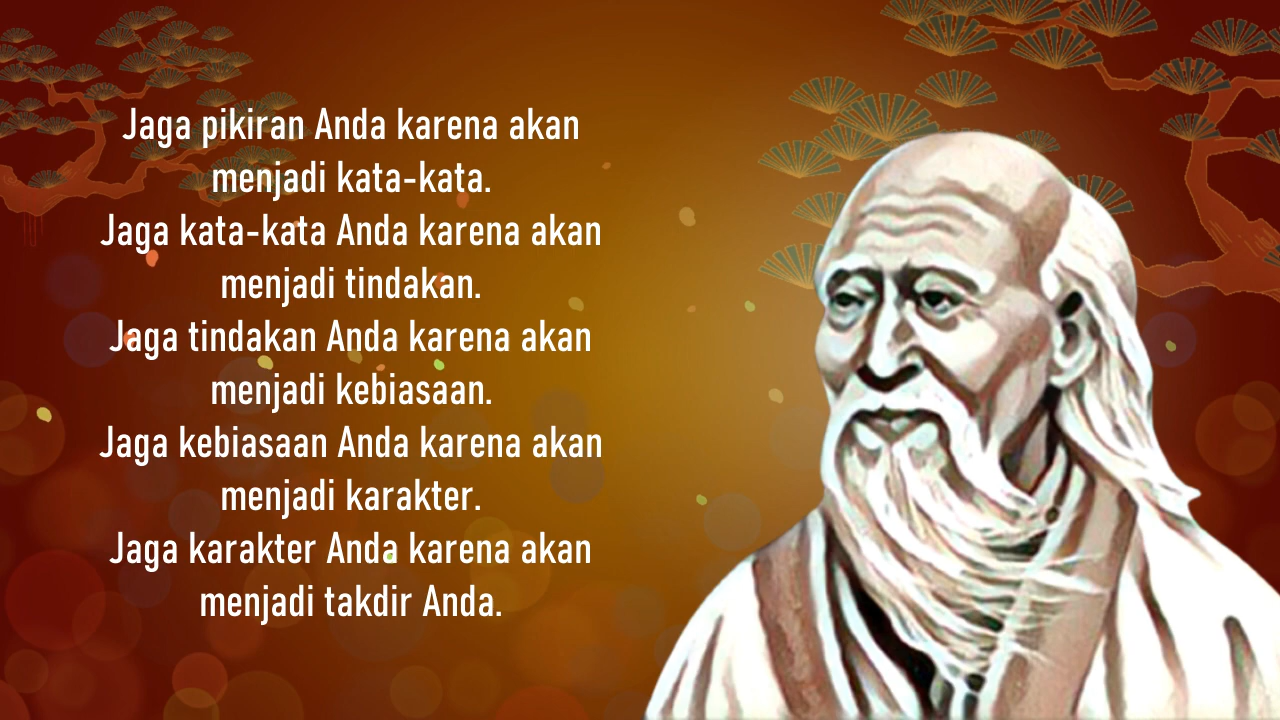 Jaga pikiran Anda karena akan
menjadi kata-kata.
Jaga kata-kata Anda karena akan
menjadi tindakan.
Jaga tindakan Anda karena akan
menjadi kebiasaan.
Jaga kebiasaan Anda karena akan
menjadi karakter.
Jaga karakter Anda karena akan
menjadi takdir Anda.